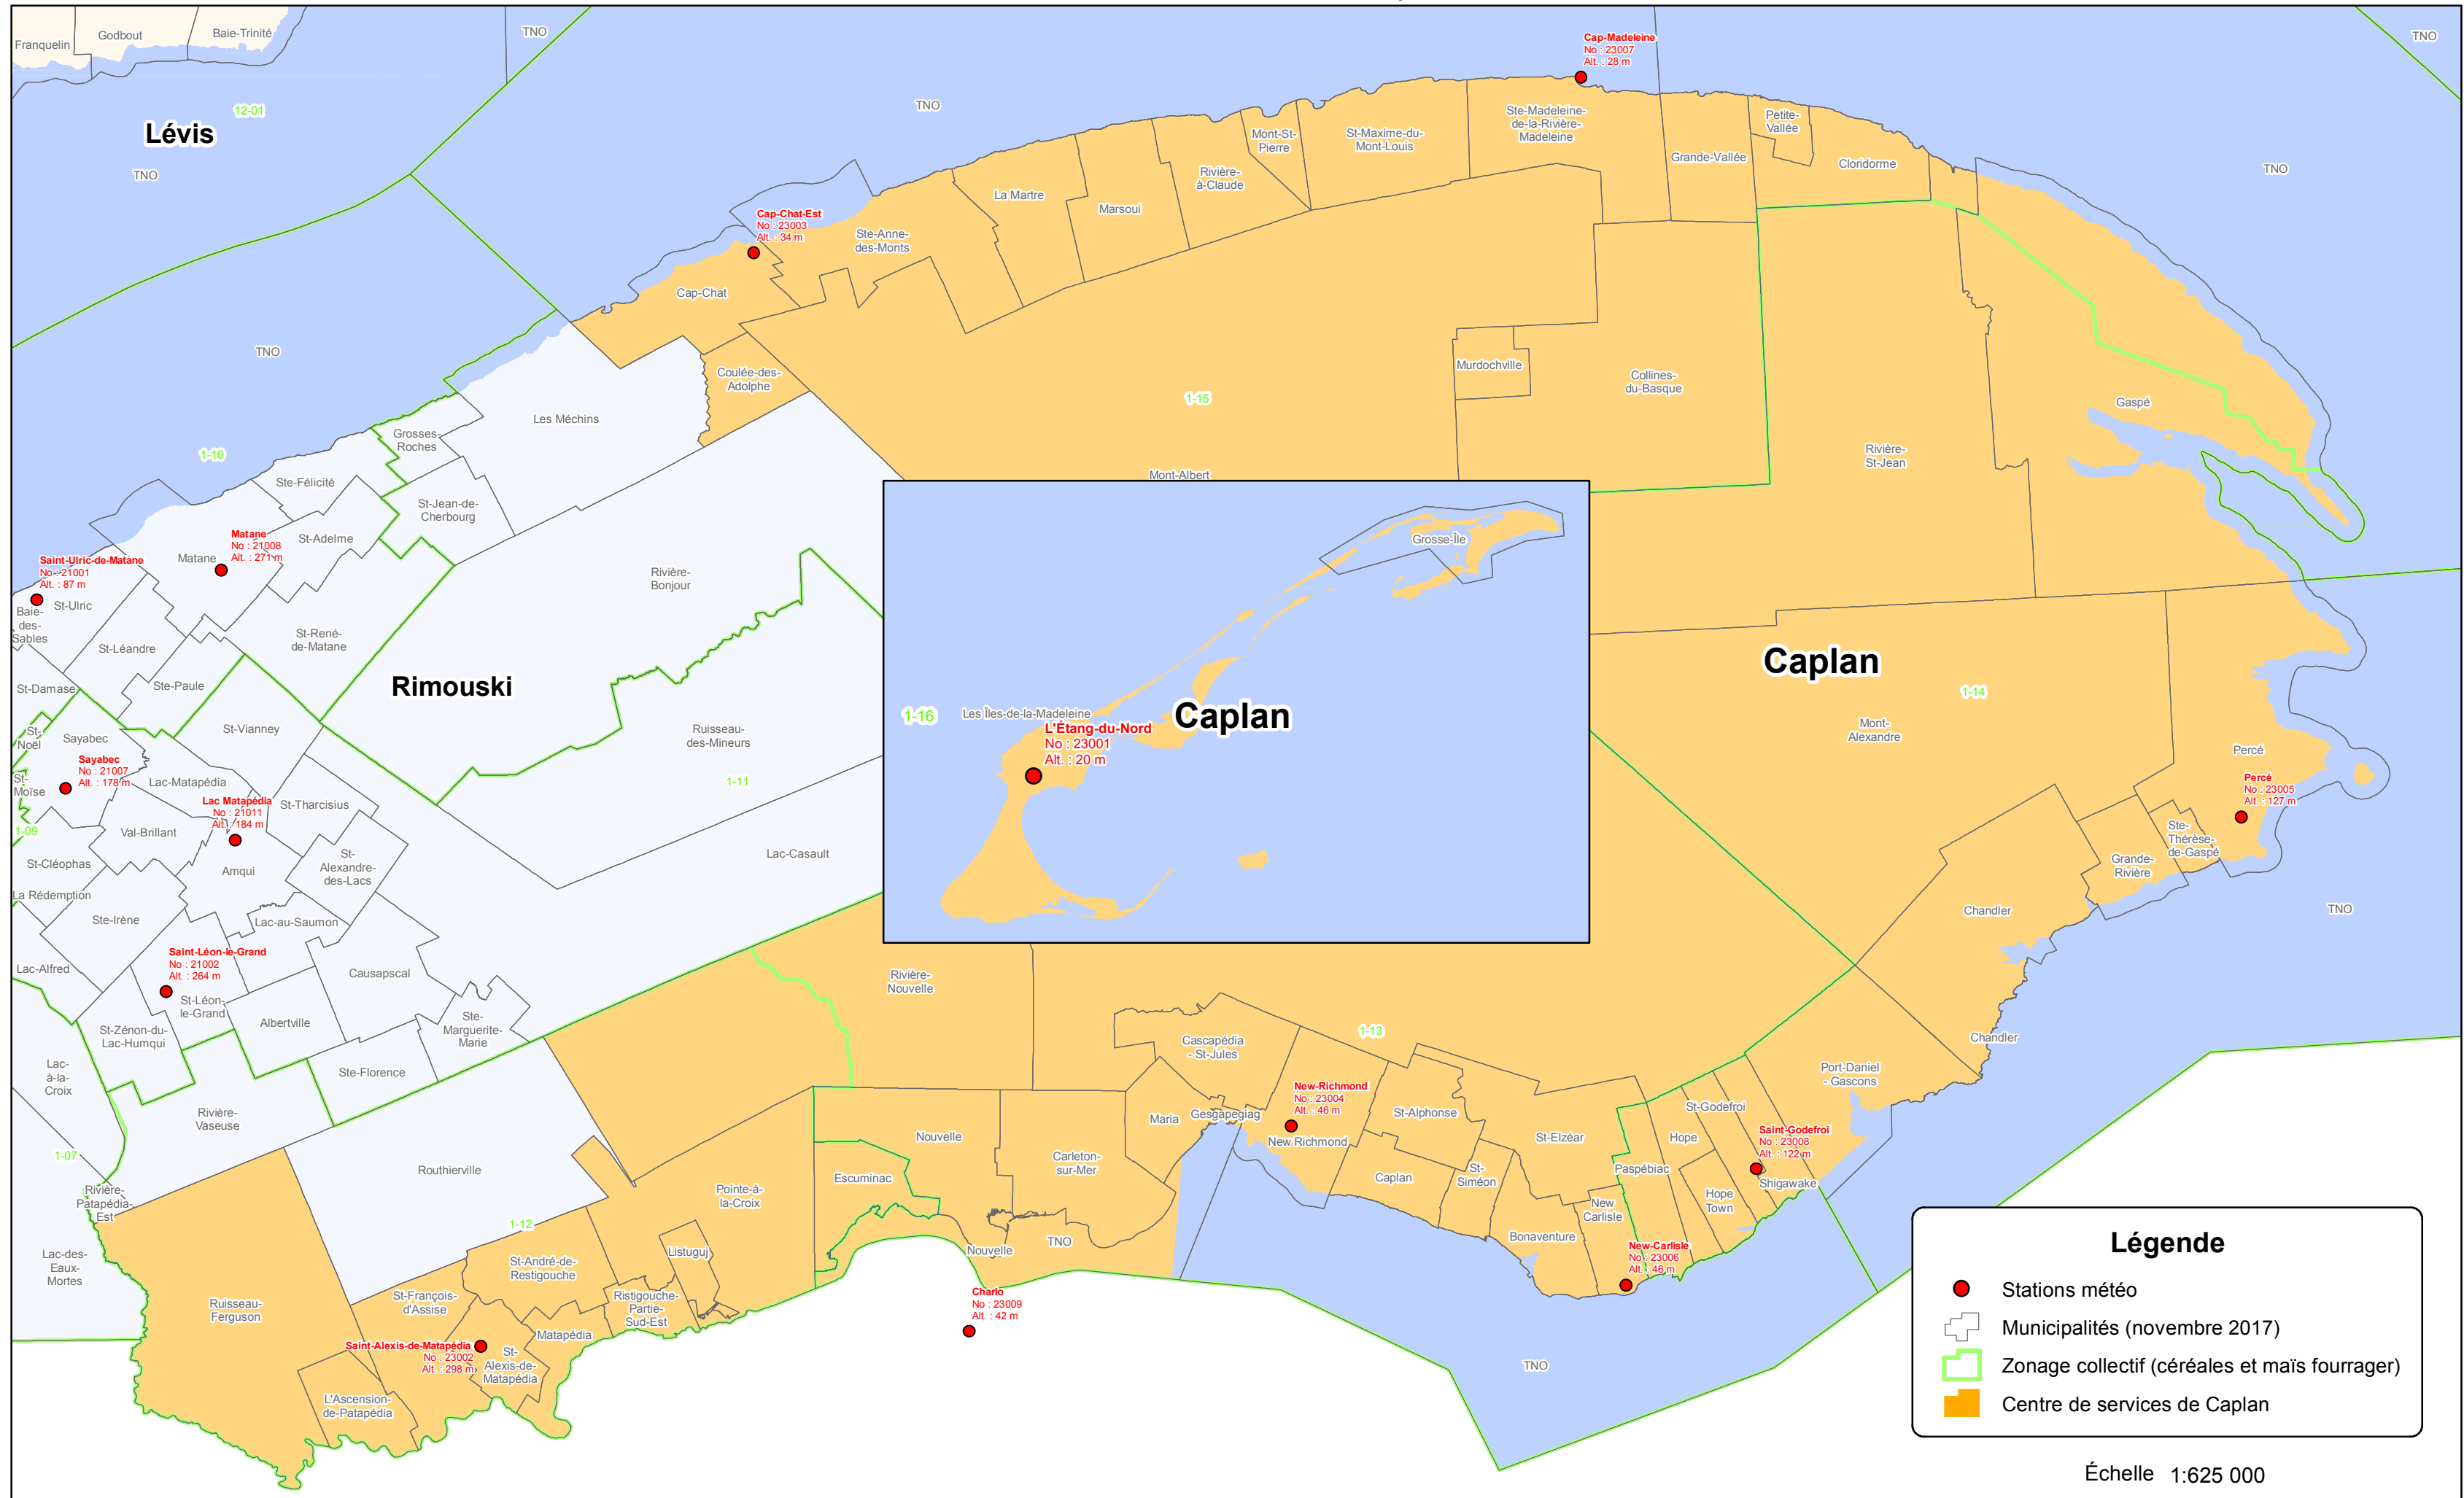 Franquelin
Godbout
Baie-Trinité
TNO
TNO
12-01
Lévis
TNO
TNO
TNO
TNO
Cap-Madeleine
No : 23007
Alt. : 28 m
Cap-Chat-Est
No : 23003
Alt. : 34 m
Cap-Chat
Ste-Anne-
des-Monts
La Martre
Marsoui
Rivière-
à-Claude
Mont-St-
Pierre
St-Maxime-du-
Mont-Louis
Ste-Madeleine-
de-la-Rivière-
Madeleine
Grande-Vallée
Petite-
Vallée
Cloridorme
Coulée-des-
Adolphe
Les Méchins
Grosses-
Roches
1-10
1-15
Murdochville
Collines-
du-Basque
Gaspé
Rivière-
St-Jean
Mont-Albert
Ste-Félicité
St-Jean-de-
Cherbourg
St-Adelme
Matane
Matane
No : 21008
Alt. : 271 m
Saint-Ulric-de-Matane
No : 21001
Alt. : 87 m
Baie-
des-
Sables
St-Ulric
St-Léandre
St-René-
de-Matane
Rivière-
Bonjour
Ste-Paule
St-Damase
Rimouski
St-
Noël
Sayabec
Sayabec
No : 21007
Alt. : 178 m
St-
Moïse
St-Vianney
Lac-Matapédia
Lac Matapédia
No : 21011
Alt. : 184 m
St-Tharcisius
Ruisseau-
des-Mineurs
1-11
1-09
Val-Brillant
St-Cléophas
La Rédemption
Amqui
St-
Alexandre-
des-Lacs
Lac-Casault
Ste-Irène
Lac-au-Saumon
Saint-Léon-le-Grand
No : 21002
Alt. : 264 m
Lac-Alfred
St-Léon-
le-Grand
Causapscal
Albertville
St-Zénon-du-
Lac-Humqui
Ste-
Marguerite-
Marie
Ste-Florence
Lac-
à-la-
Croix
Rivière-
Vaseuse
1-07
Rivière-
Patapédia-
Est
Routhierville
Lac-des-
Eaux-
Mortes
1-12
Grosse-Île
1-16
Les Îles-de-la-Madeleine
Caplan
L'Étang-du-Nord
No : 23001
Alt. : 20 m
Caplan
1-14
Mont-
Alexandre
Percé
Percé
No : 23005
Alt. : 127 m
Ste-
Thérèse-
de-Gaspé
Grande-
Rivière
Chandler
TNO
Chandler
Port-Daniel
- Gascons
Rivière-
Nouvelle
1-13
Cascapédia
- St-Jules
New-Richmond
No : 23004
Alt. : 46 m
New Richmond
Gesgapegiag
Maria
St-Alphonse
St-Elzéar
Caplan
St-
Siméon
Bonaventure
New
Carlisle
New-Carlisle
No : 23006
Alt. : 46 m
Paspébiac
Hope
Hope
Town
St-Godefroi
Saint-Godefroi
No : 23008
Alt. : 122 m
Shigawake
Nouvelle
Carleton-
sur-Mer
Escuminac
Nouvelle
TNO
Pointe-à-
la-Croix
Listuguj
St-André-de-
Restigouche
Ristigouche-
Partie-
Sud-Est
St-François-
d'Assise
Matapédia
Saint-Alexis-de-Matapédia
No : 23002
Alt. : 298 m
St-
Alexis-de-
Matapédia
Ruisseau-
Ferguson
L'Ascension-
de-Patapédia
Charlo
No : 23009
Alt. : 42 m
TNO
Légende
Stations météo
Municipalités (novembre 2017)
Zonage collectif (céréales et maïs fourrager)
Centre de services de Caplan
Échelle 1:625 000